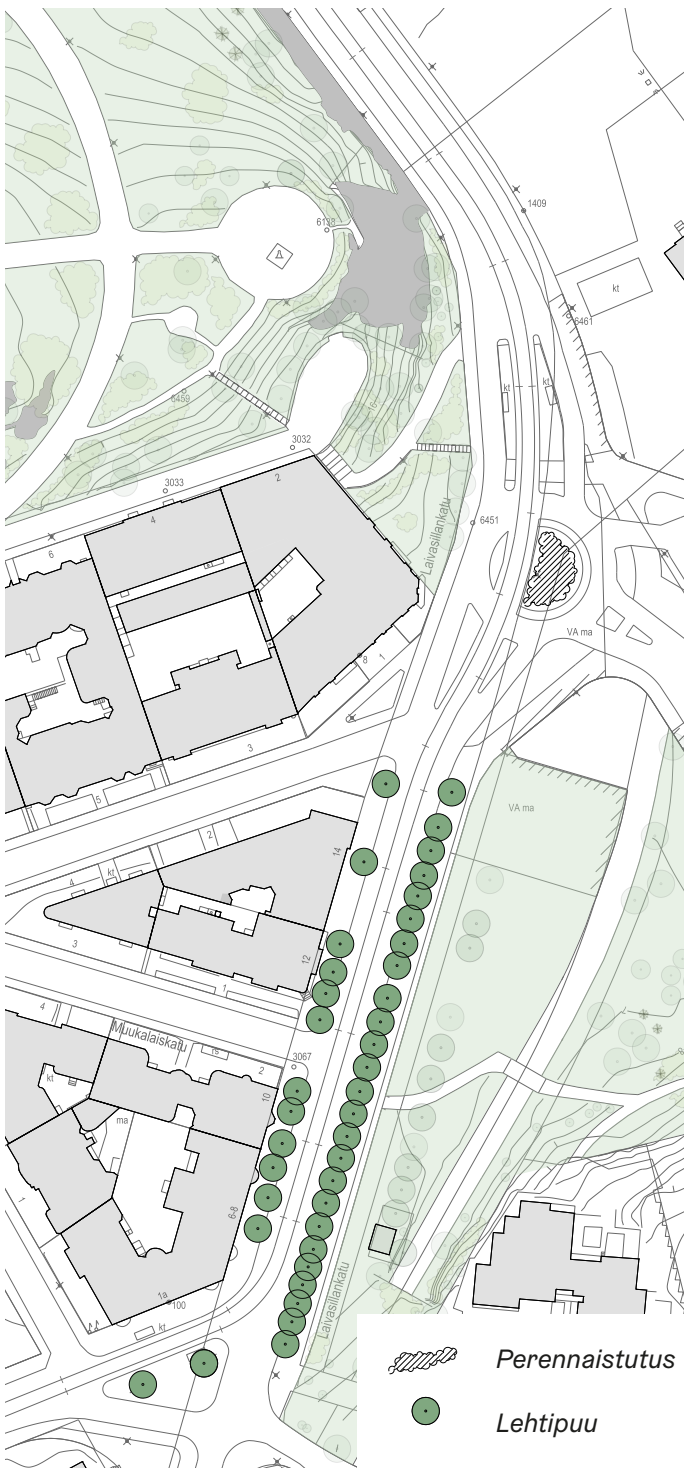 6138
1409
kt
6461
kt
kt
6459
3032
3033
2
4
6
Laivasillankatu
6451
VA ma
8
1
3
5
VA ma
2
14
kt
4
12
3
1
4
Muukalaiskatu
2
3067
10
kt
ma
1
6-8
1a
100
kt
Laivasillankatu
Perennaistutus
Lehtipuu